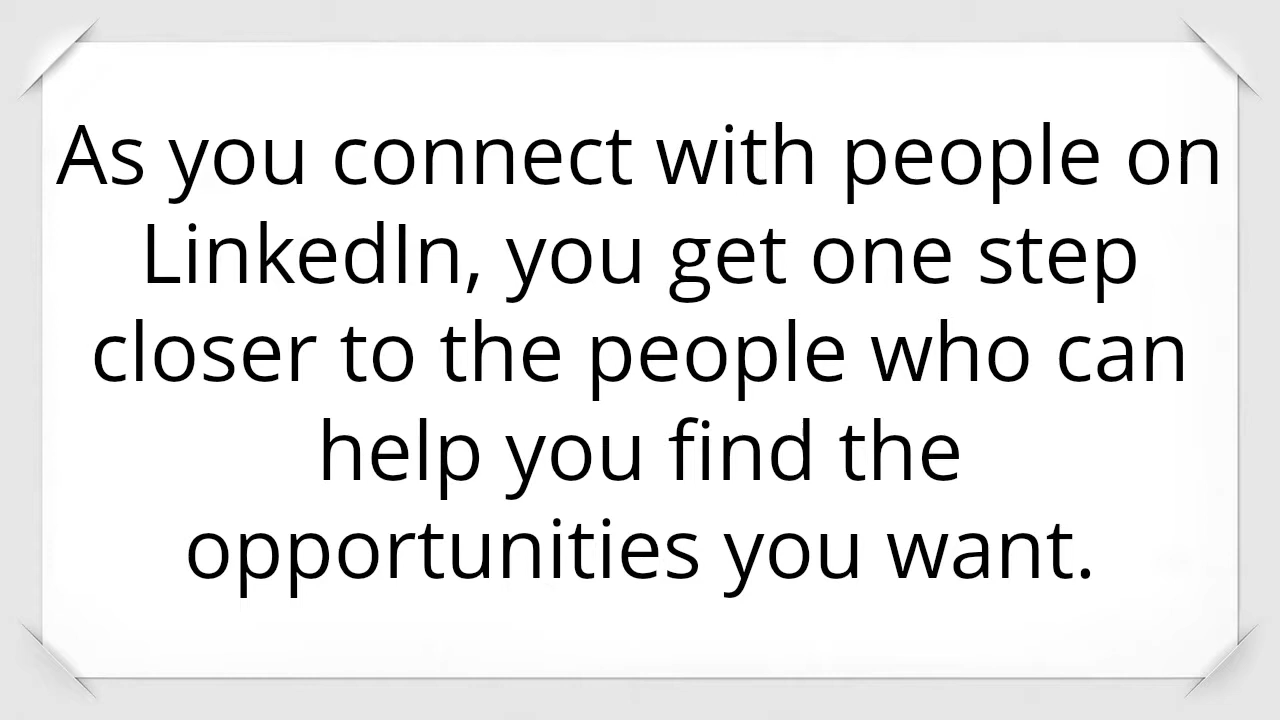 As you connect with people on
LinkedIn, you get one step
closer to the people who can
help you find the
opportunities you want.